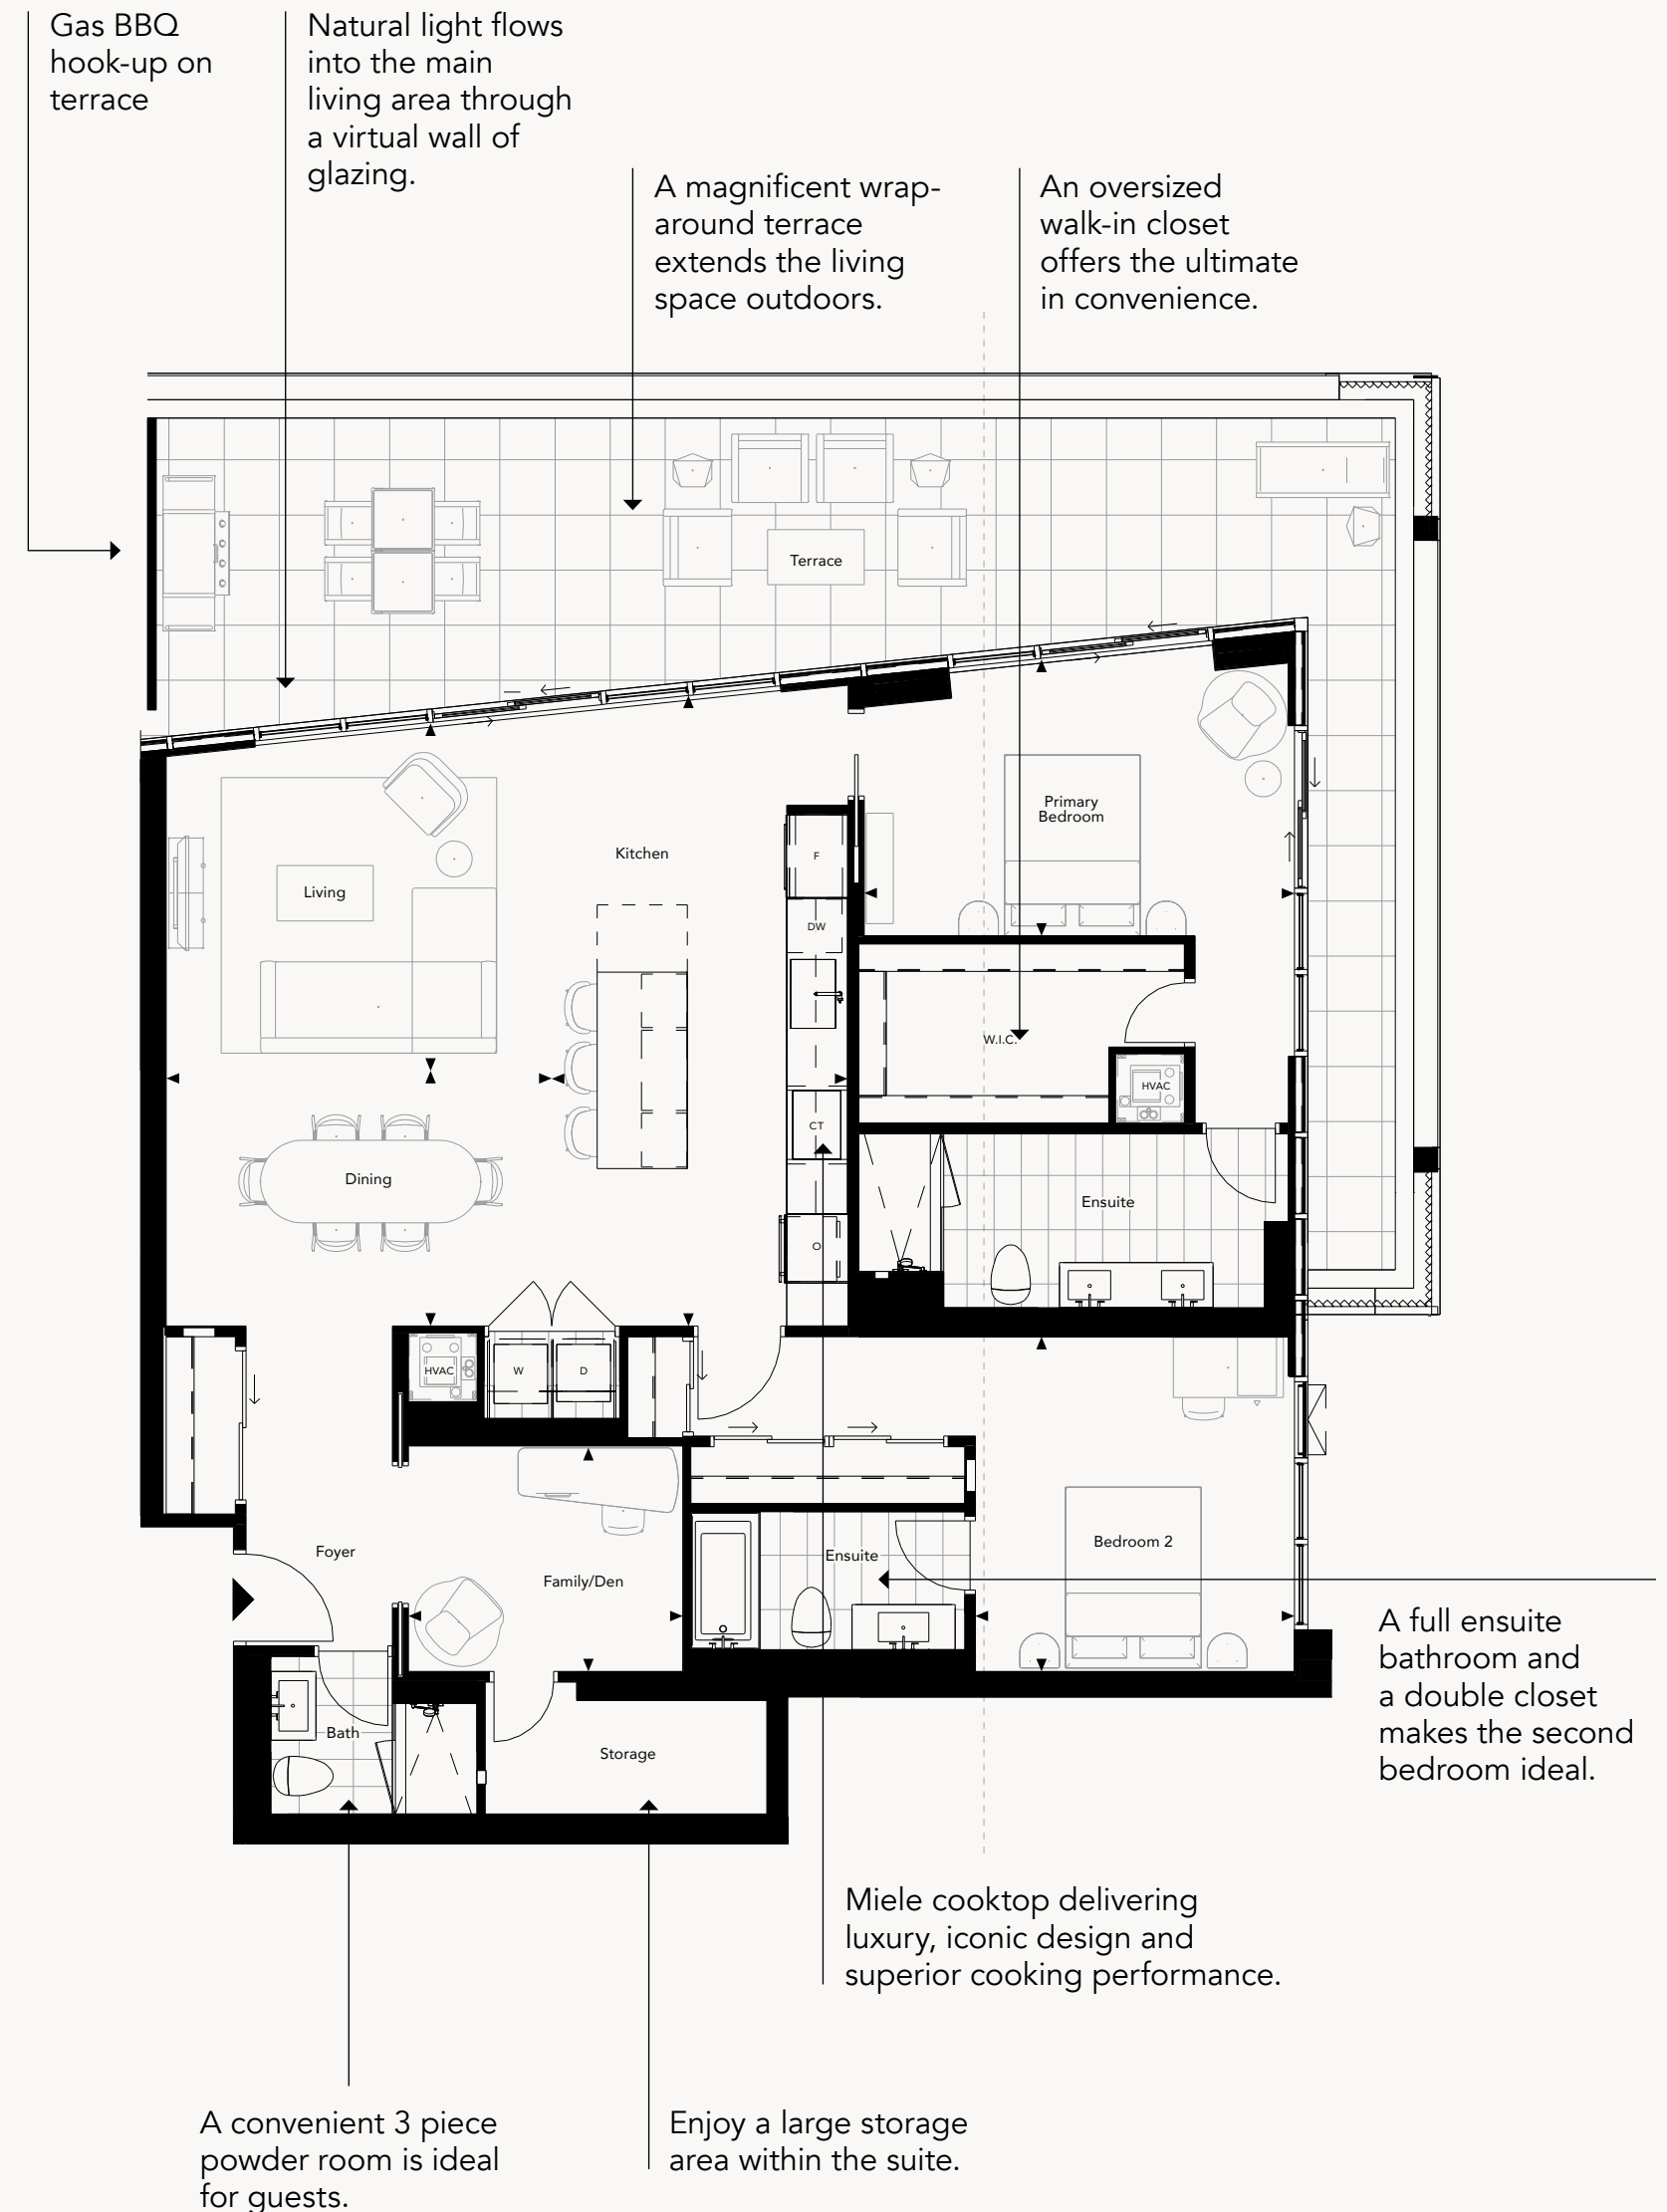 Gas BBQ
hook-up on
terrace
Natural light flows
into the main
living area through
a virtual wall of
glazing.
A magnificent wrap-
around terrace
extends the living
space outdoors.
An oversized
walk-in closet
offers the ultimate
in convenience.
Terrace
Primary
Bedroom
Kitchen
F
Living
DW
W.I.C.
HVAC
CT
Dining
Ensuite
O
HVAC
W
D
Foyer
Family/Den
Ensuite
Bedroom 2
A full ensuite
bathroom and
a double closet
makes the second
bedroom ideal.
Bath
Storage
Miele cooktop delivering
luxury, iconic design and
superior cooking performance.
A convenient 3 piece
powder room is ideal
for guests.
Enjoy a large storage
area within the suite.